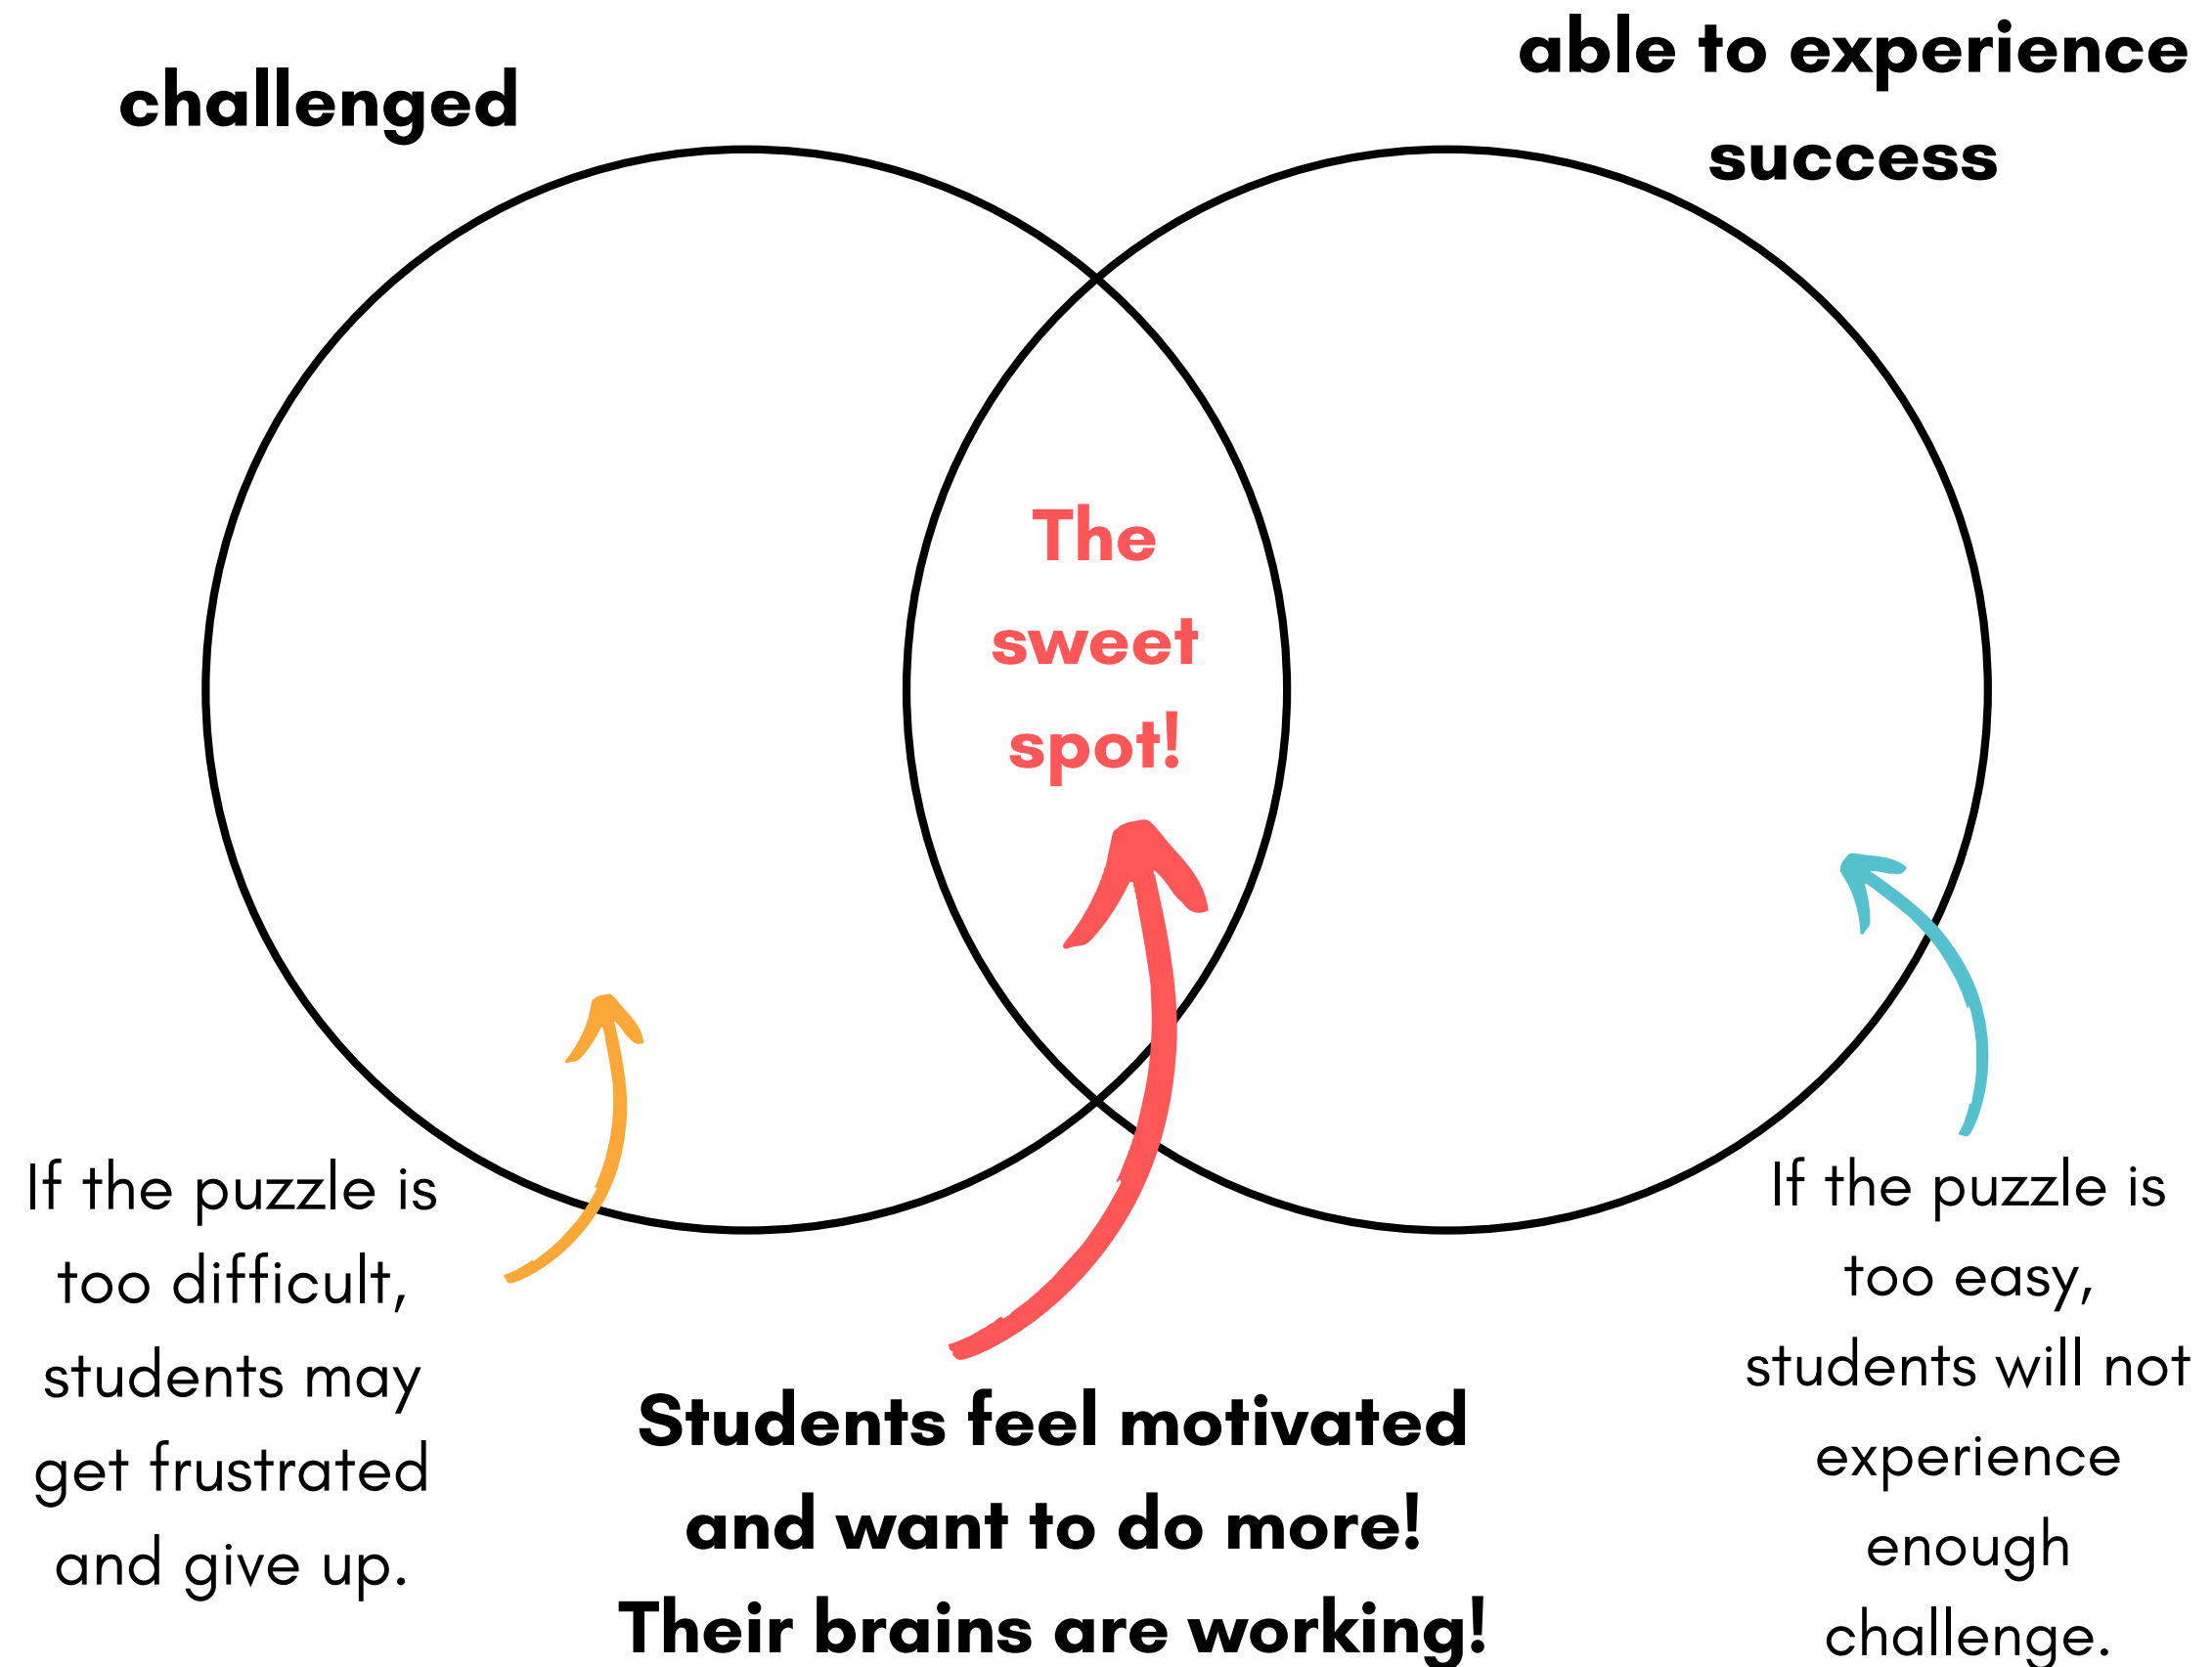 challenged
able to experience
success
The
sweet
spot!
If the puzzle is
too difficult,
students may
get frustrated
and give up.
Students feel motivated
and want to do more!
Their brains are working!
If the puzzle is
too easy,
students will not
experience
enough
challenge.